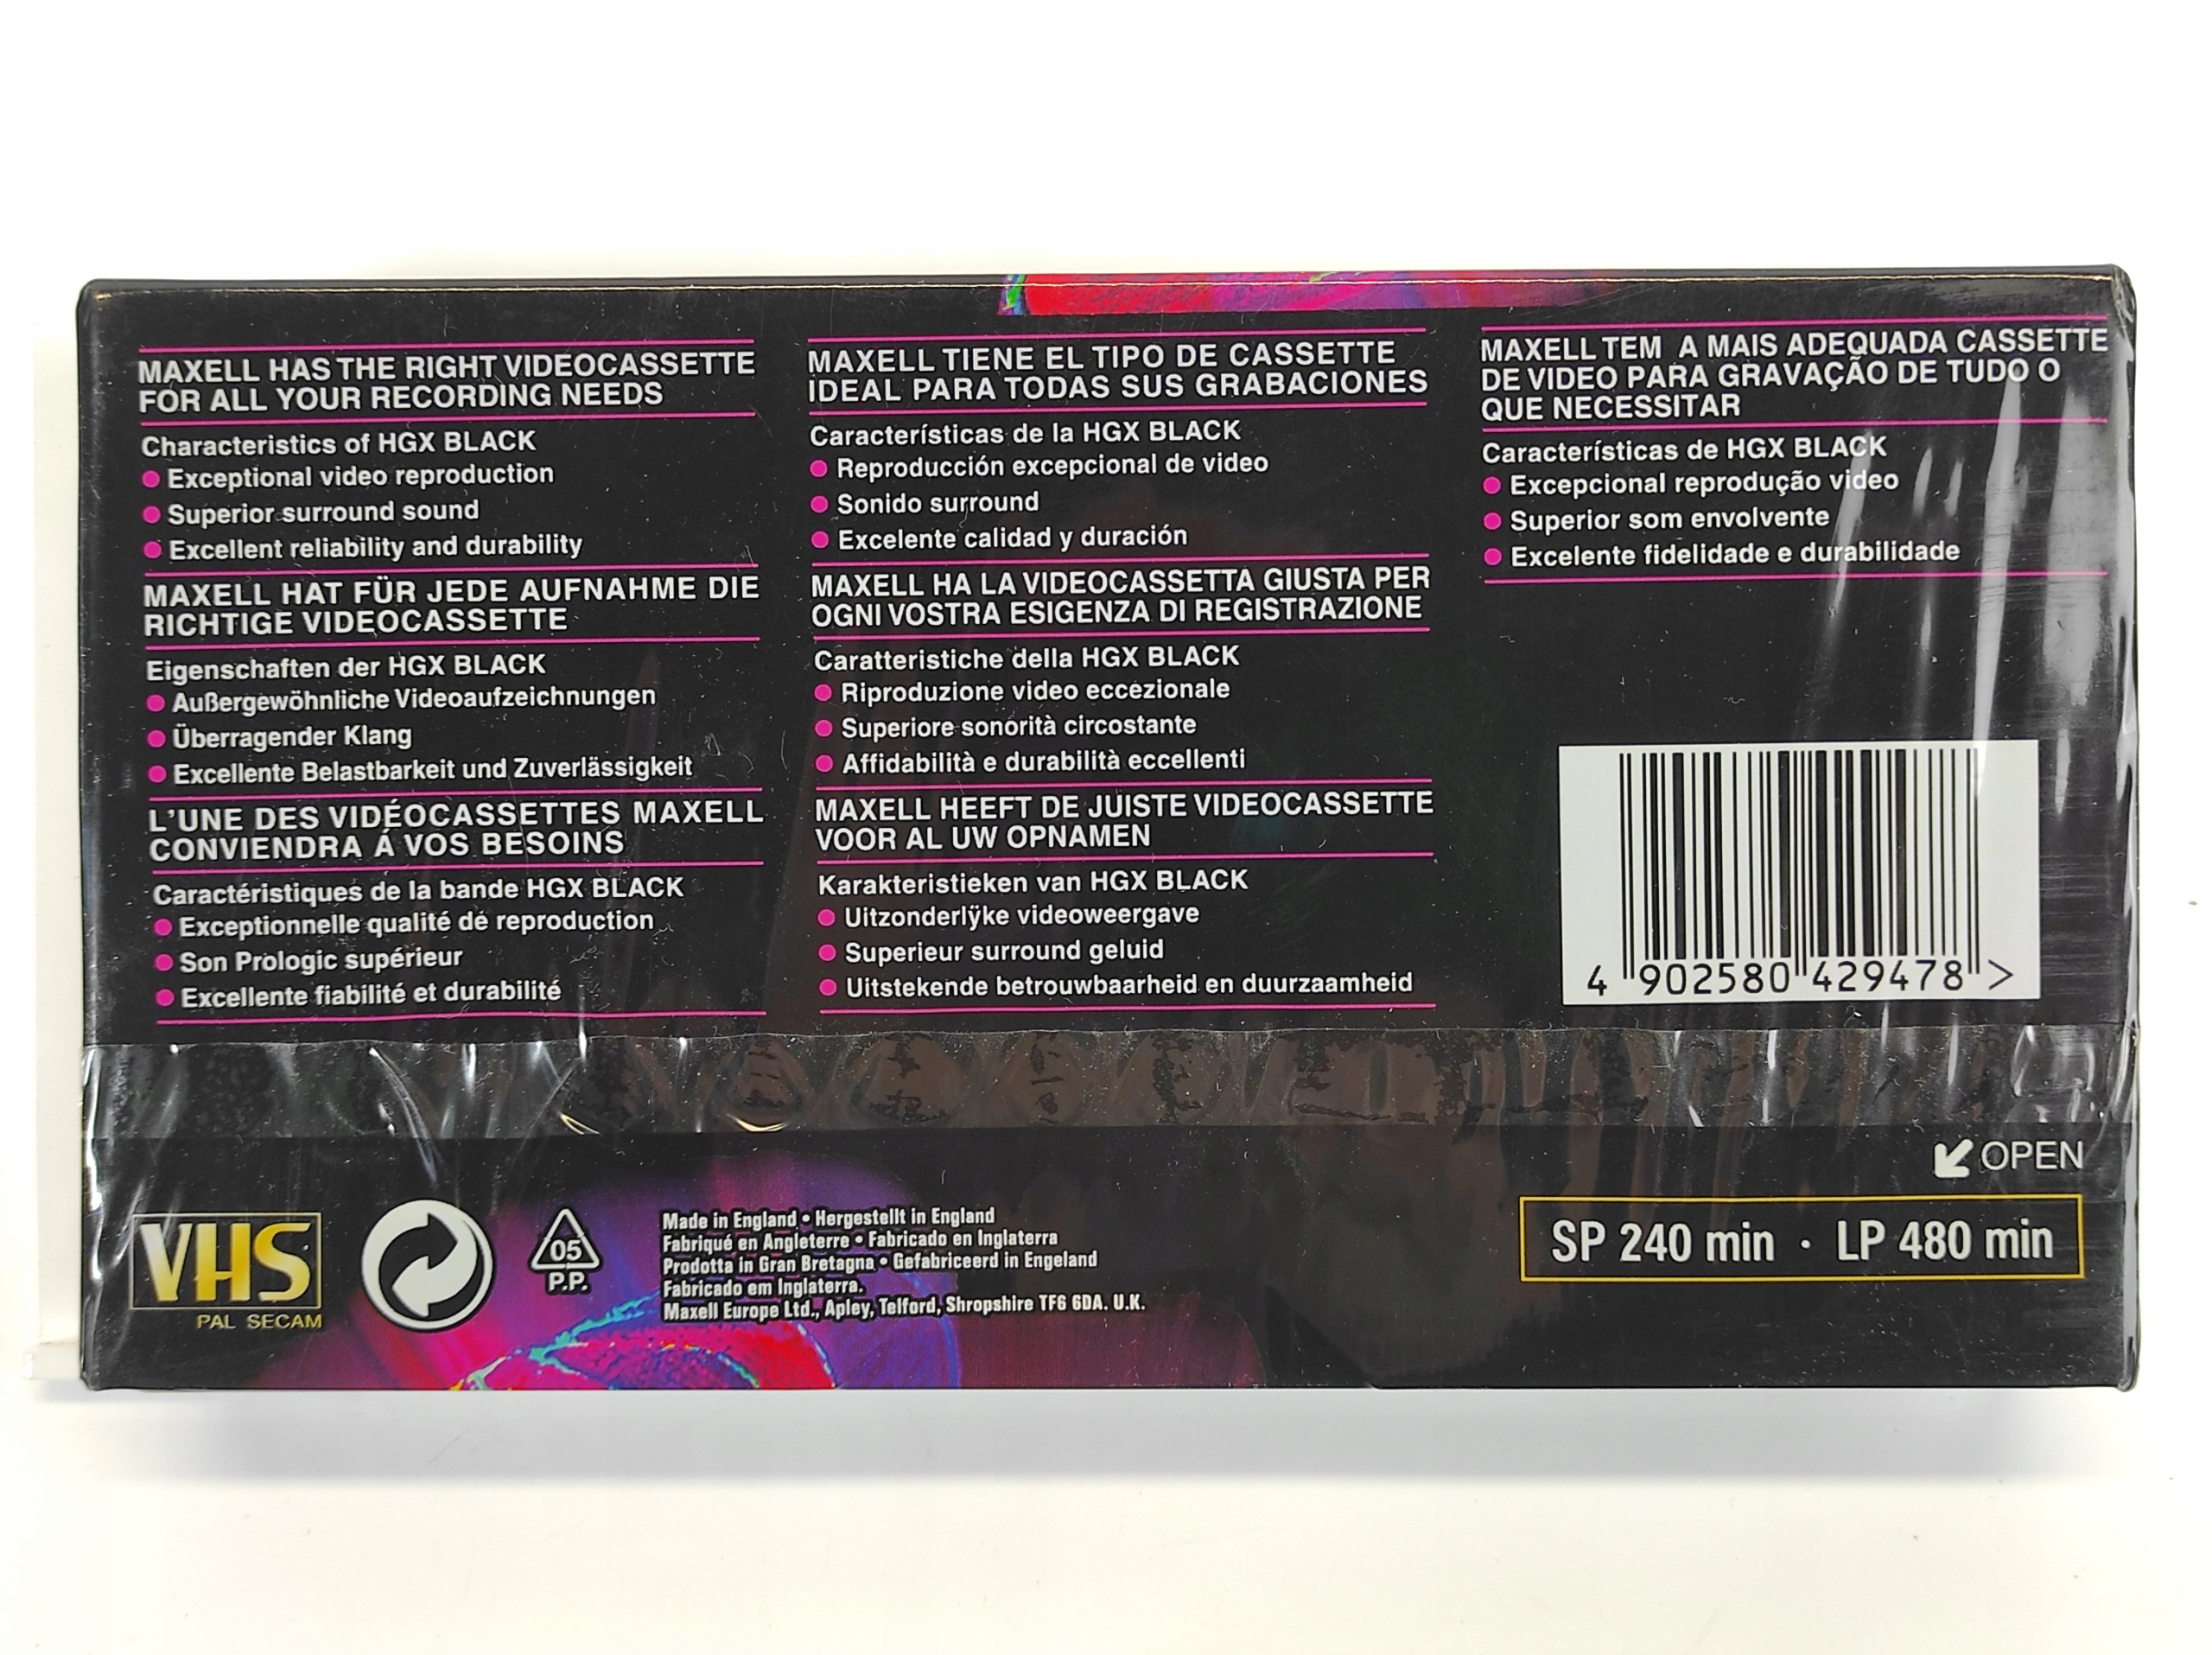 MAXELL HAS THE RIGHT VIDEOCASSETTE
FOR ALL YOUR RECORDING NEEDS
Characteristics of HGX BLACK
● Exceptional video reproduction
● Superior surround sound
● Excellent reliability and durability
MAXELL HAT FÜR JEDE AUFNAHME DIE
RICHTIGE VIDEOCASSETTE
Eigenschaften der HGX BLACK
● Außergewöhnliche Videoaufzeichnungen
● Überragender Klang
● Excellente Belastbarkeit und Zuverlässigkeit
L'UNE DES VIDÉOCASSETTES MAXELL
CONVIENDRA Á VOS BESOINS
Caractéristiques de la bande HGX BLACK
● Exceptionnelle qualité de reproduction
● Son Prologic supérieur
● Excellente fiabilité et durabilité
MAXELL TIENE EL TIPO DE CASSETTE
IDEAL PARA TODAS SUS GRABACIONES
Características de la HGX BLACK
● Reproducción excepcional de video
● Sonido surround
● Excelente calidad y duración
MAXELL HA LA VIDEOCASSETTA GIUSTA PER
OGNI VOSTRA ESIGENZA DI REGISTRAZIONE
Caratteristiche della HGX BLACK
● Riproduzione video eccezionale
● Superiore sonorità circostante
● Affidabilità e durabilità eccellenti
MAXELL HEEFT DE JUISTE VIDEOCASSETTE
VOOR AL UW OPNAMEN
Karakteristieken van HGX BLACK
● Uitzonderlÿke videoweergave
● Superieur surround geluid
● Uitstekende betrouwbaarheid en duurzaamheid
MAXELL TEM A MAIS ADEQUADA CASSETTE
DE VIDEO PARA GRAVAÇÃO DE TUDO O
QUE NECESSITAR
Características de HGX BLACK
● Excepcional reprodução video
● Superior som envolvente
● Excelente fidelidade e durabilidade
4 902580 429478 >
OPEN
VHS
PAL SECAM
05
P.P.
Made in England • Hergestellt in England
Fabriqué en Angleterre • Fabricado en Inglaterra
Prodotta in Gran Bretagna • Gefabriceerd in Engeland
Fabricado em Inglaterra.
Maxell Europe Ltd., Apley, Telford, Shropshire TF6 6DA. U.K.
SP 240 min · LP 480 min